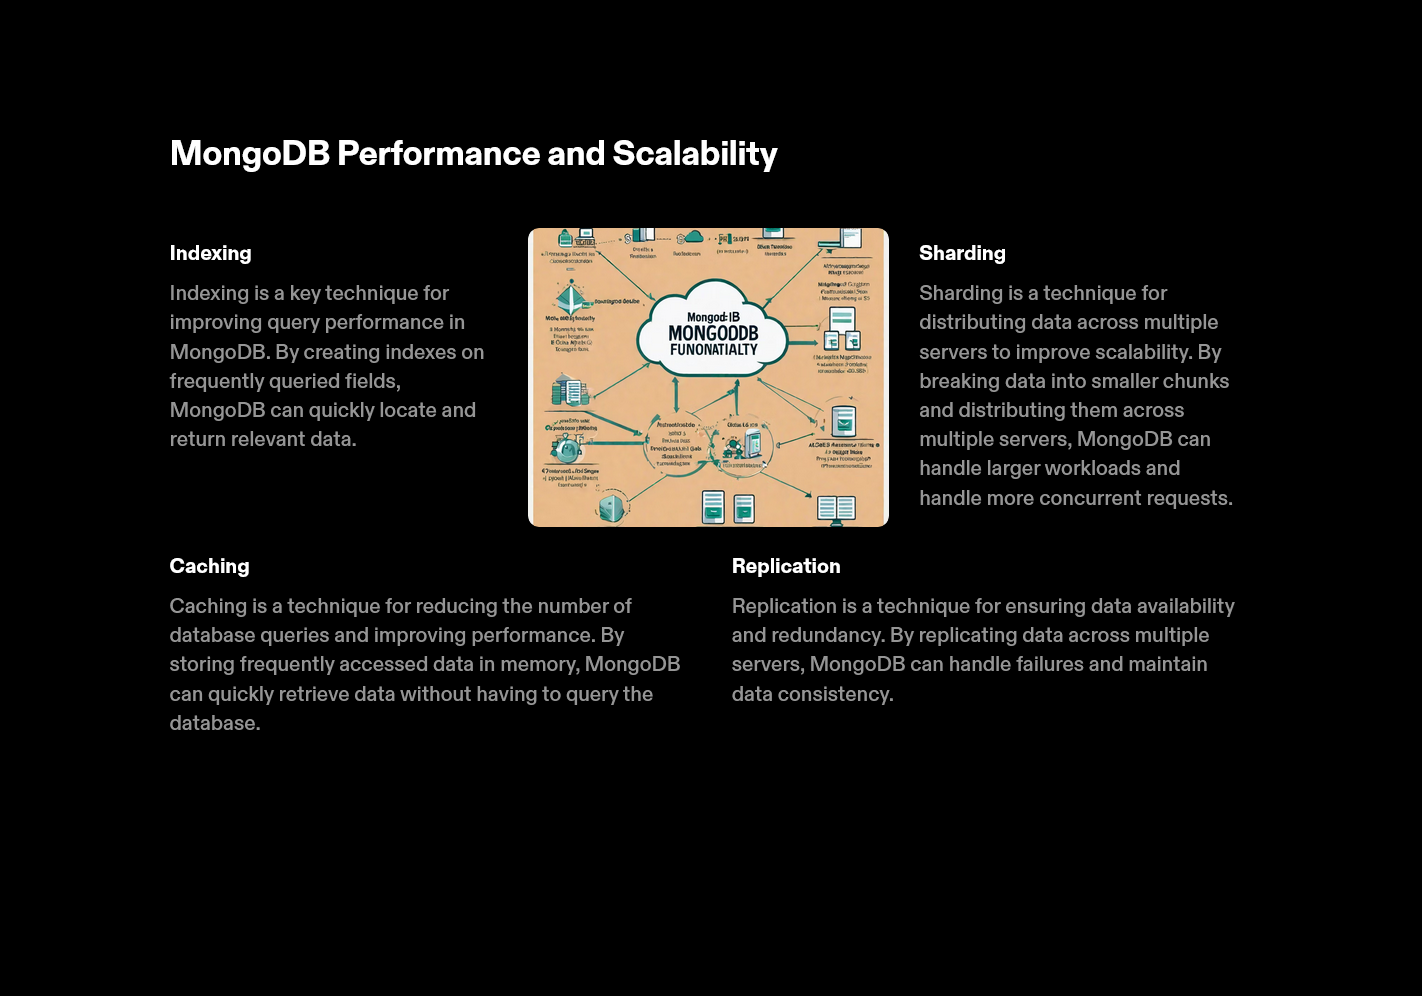 MongoDB Performance and Scalability
Indexing
Indexing is a key technique for
improving query performance in
MongoDB. By creating indexes on
frequently queried fields,
MongoDB can quickly locate and
return relevant data.
Mongod:IB
MONGOODB
FUNONATIALTY
Sharding
Sharding is a technique for
distributing data across multiple
servers to improve scalability. By
breaking data into smaller chunks
and distributing them across
multiple servers, MongoDB can
handle larger workloads and
handle more concurrent requests.
Caching
Caching is a technique for reducing the number of
database queries and improving performance. By
storing frequently accessed data in memory, MongoDB
can quickly retrieve data without having to query the
database.
Replication
Replication is a technique for ensuring data availability
and redundancy. By replicating data across multiple
servers, MongoDB can handle failures and maintain
data consistency.